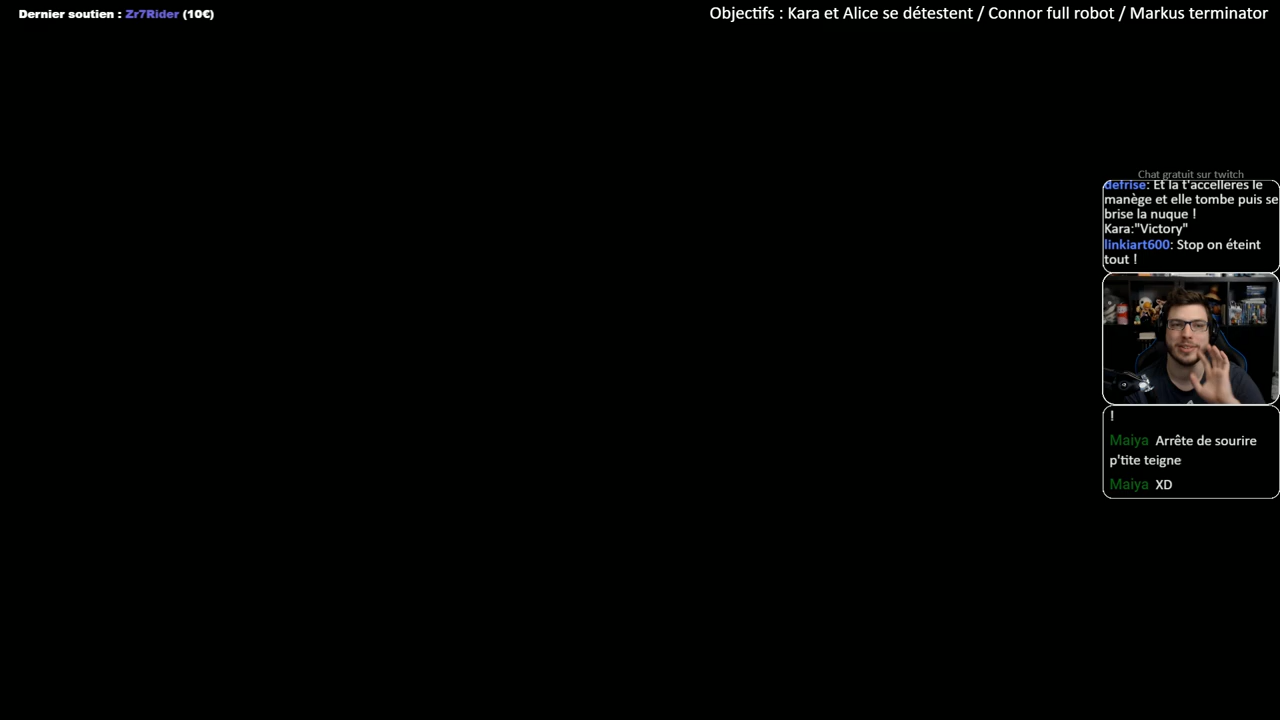 Dernier soutien : Zr7Rider (10€)
Objectifs : Kara et Alice se détestent / Connor full robot / Markus terminator
Chat gratuit sur twitch
defrise: Et la t'accelleres le
manège et elle tombe puis se
brise la nuque !
Kara:"Victory"
linkiart600: Stop on éteint
tout !
!
Maiya Arrête de sourire
p'tite teigne
Maiya XD